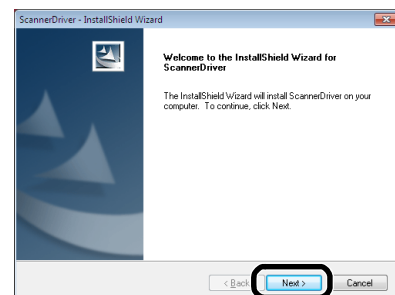 ScannerDriver - InstallShield Wizard
Welcome to the InstallShield Wizard for
ScannerDriver
The InstallShield Wizard will install ScannerDriver on your
computer. To continue, click Next.
< Back
Next >
Cancel